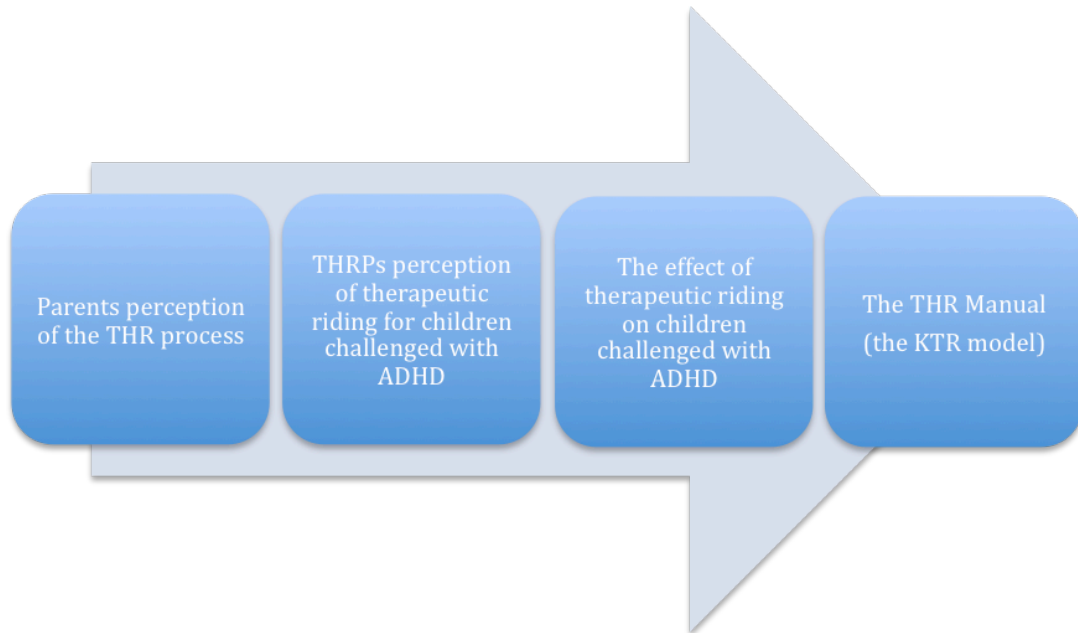 Parents perception
of the THR process
THRPs perception
of therapeutic
riding for children
challenged with
ADHD
The effect of
therapeutic riding
on children
challenged with
ADHD
The THR Manual
(the KTR model)